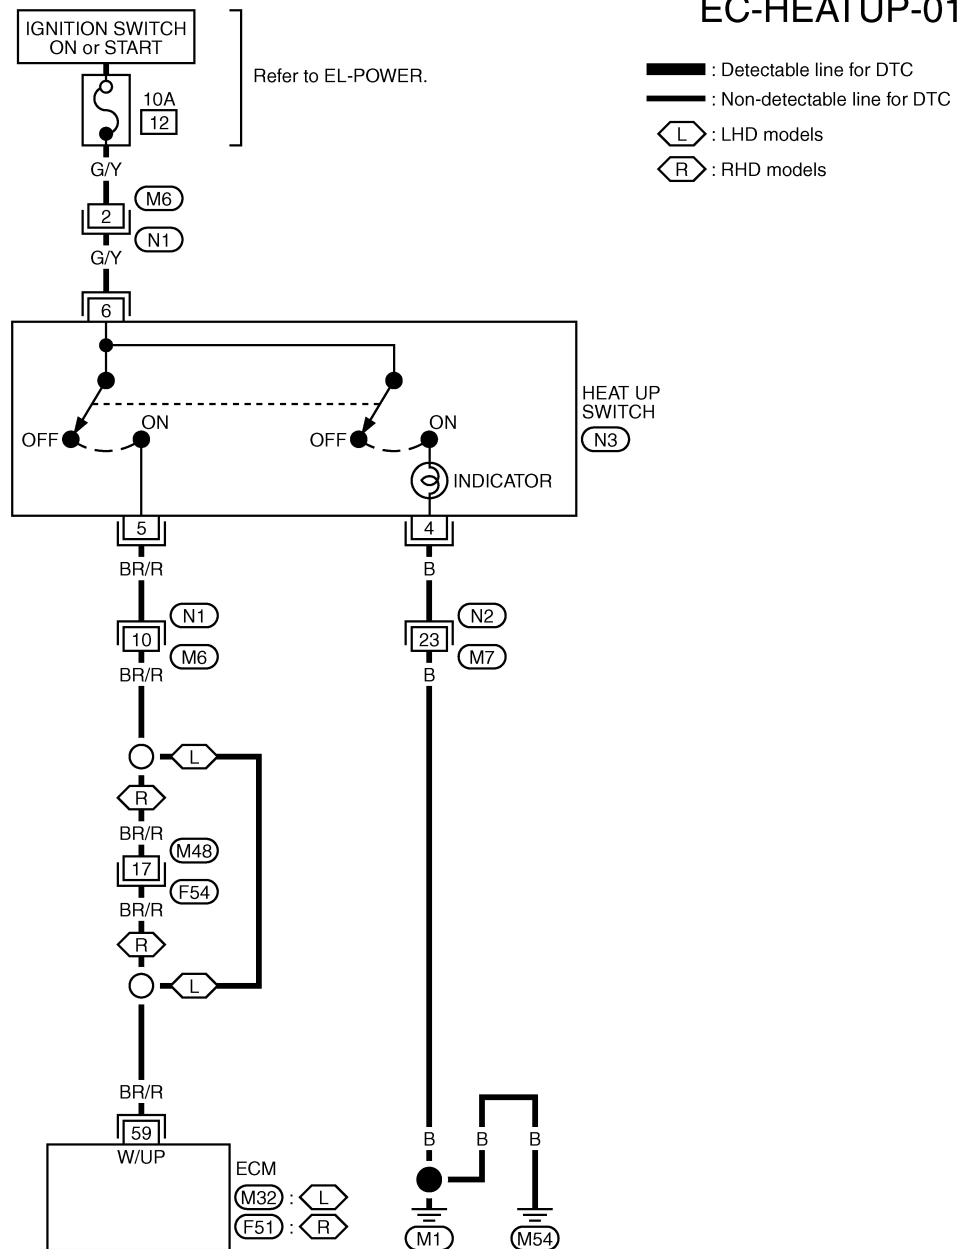 EC-HEATUP-01
IGNITION SWITCH
ON or START
Refer to EL-POWER.
10A
12
: Detectable line for DTC
: Non-detectable line for DTC
L : LHD models
R : RHD models
G/Y
M6
2
N1
G/Y
6
HEAT UP
SWITCH
N3
OFF
ON
OFF
ON
INDICATOR
5
4
BR/R
B
N1
N2
10
23
M6
M7
BR/R
B
L
R
BR/R
M48
17
F54
BR/R
R
L
BR/R
B
B
B
59
W/UP
ECM
M32 : L
F51 : R
M1
M54